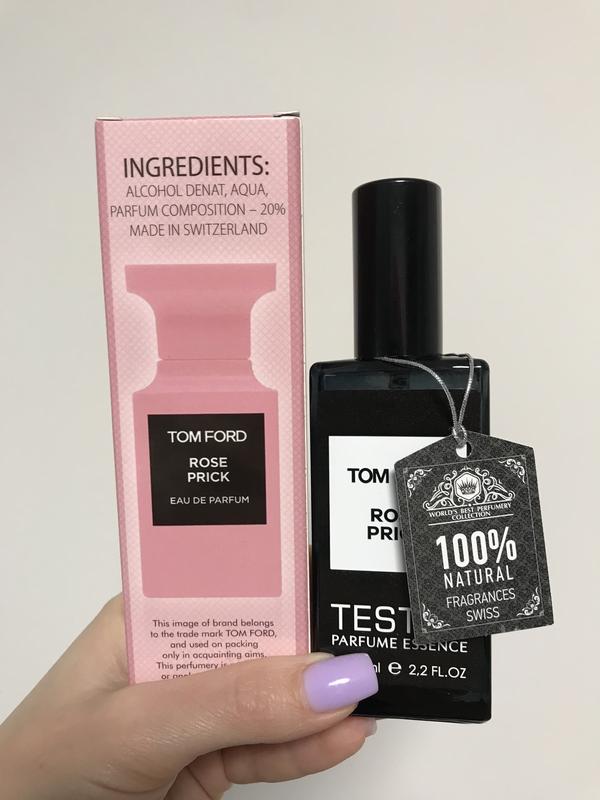 INGREDIENTS:
ALCOHOL DENAT, AQUA,
PARFUM COMPOSITION – 20%
MADE IN SWITZERLAND
TOM FORD
ROSE
PRICK
EAU DE PARFUM
This image of brand belongs
to the trade mark TOM FORD,
and used on packing
only in acquainting aims.
This perfumery is
TOM
RO
PRIC
TEST
PARFUME ESSENCE
ml e 2,2 FL.OZ
WORLD'S BEST PERFUMERY
COLLECTION
100%
NATURAL
FRAGRANCES
SWISS